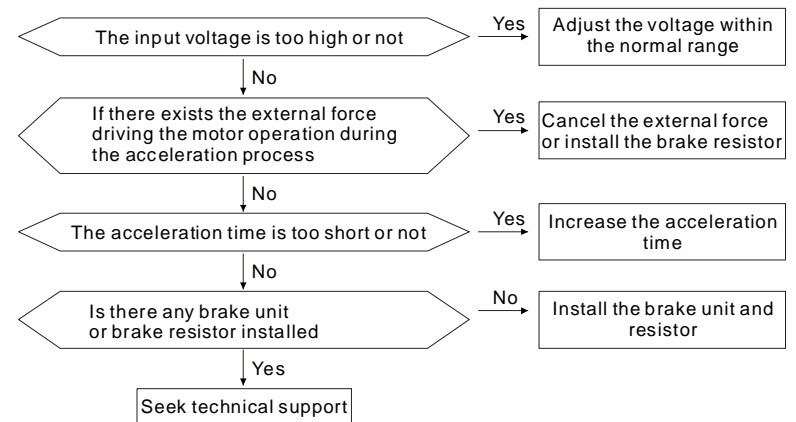 The input voltage is too high or not
Yes
Adjust the voltage within
the normal range
No
If there exists the external force
driving the motor operation during
the acceleration process
Yes
Cancel the external force
or install the brake resistor
No
The acceleration time is too short or not
Yes
Increase the acceleration
time
No
Is there any brake unit
or brake resistor installed
No
Install the brake unit and
resistor
Yes
Seek technical support